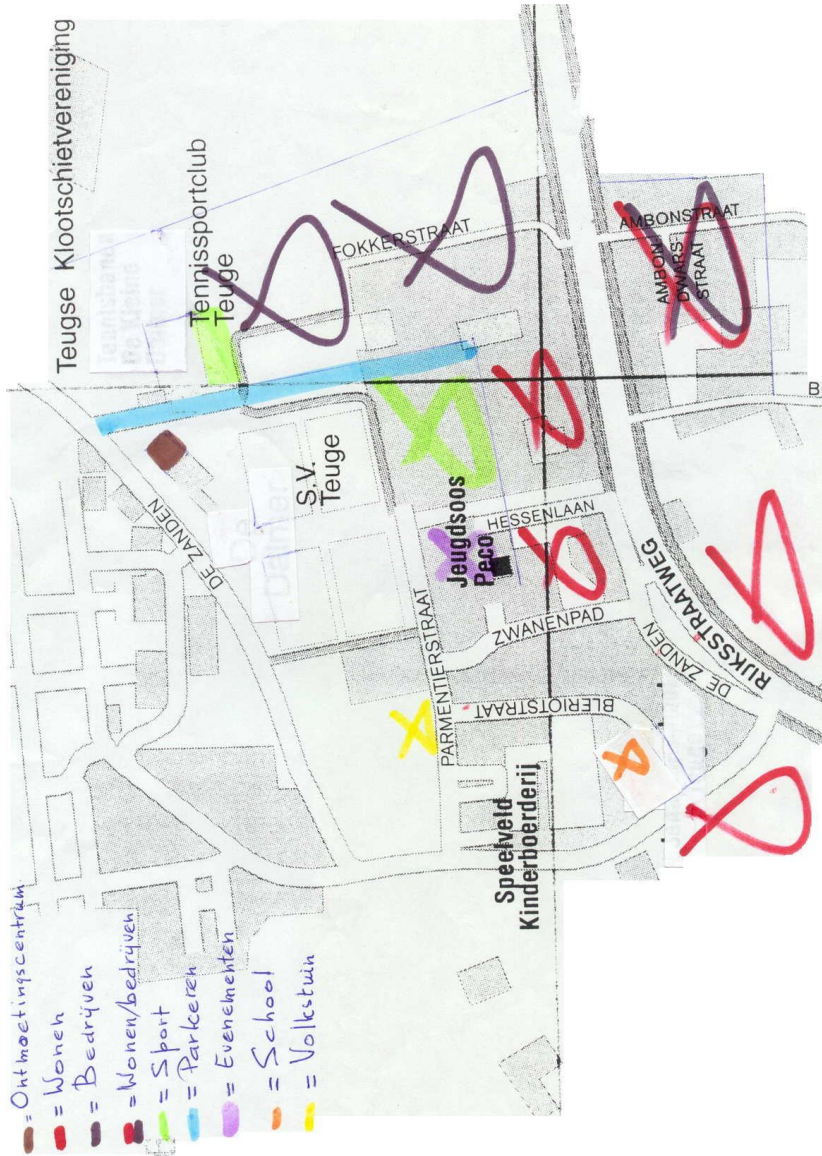 = Ontmoetingscentrum
= Wonen
= Bedrijven
= Wonen/bedrijven
= Sport
= Parkeren
= Evenementen
= School
= Volkstuin
Teugse Klootschietvereniging
Tennissportclub
Teuge
FOKKERSTRAAT
AMBONSTRAAT
AMBON
DWARS
STRAAT
DE ZANDEN
S.V.
Teuge
Jeugdsoos
Peco
HESSENLAAN
PARMENTIERSTRAAT
ZWANENPAD
BLERIOTSTRAAT
DE ZANDEN
RIJKSSTRAATWEG
Speelveld
Kinderboerderij
B